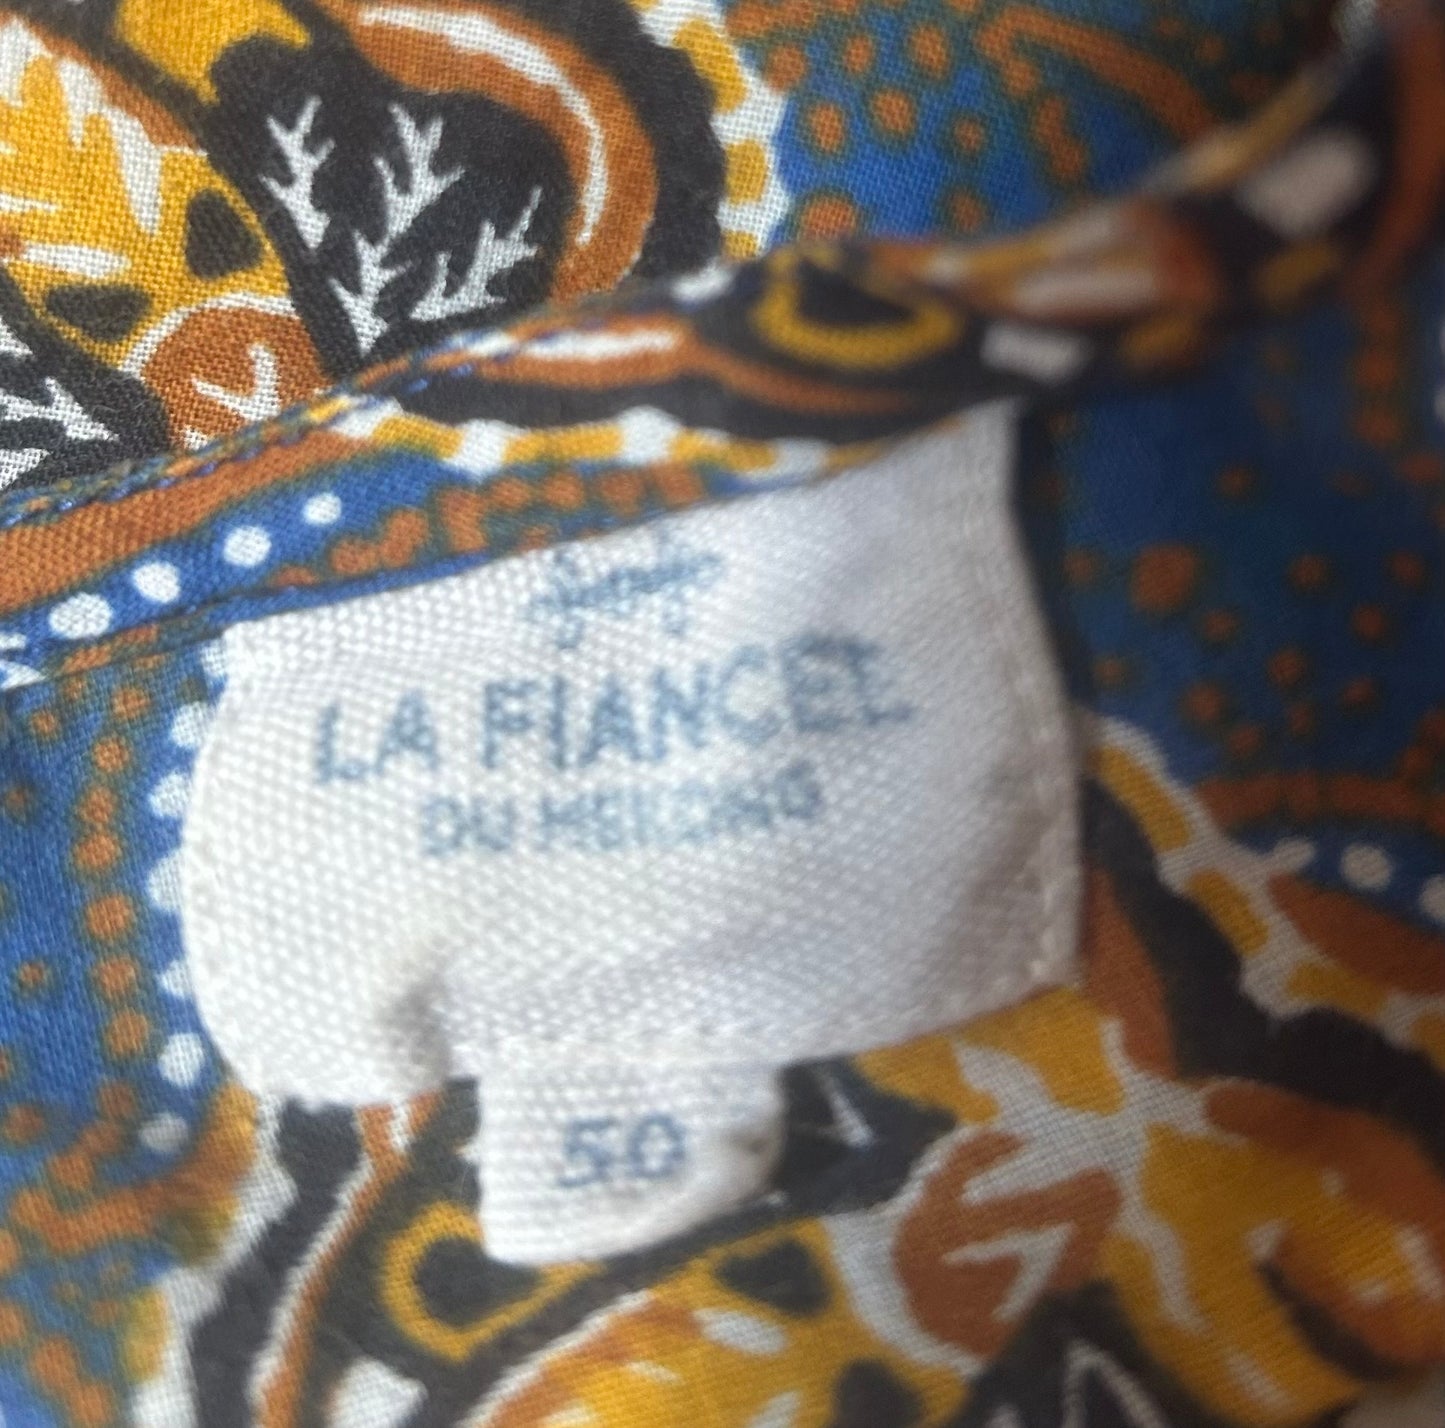 LA FIANCEE
DU MEKONG
50